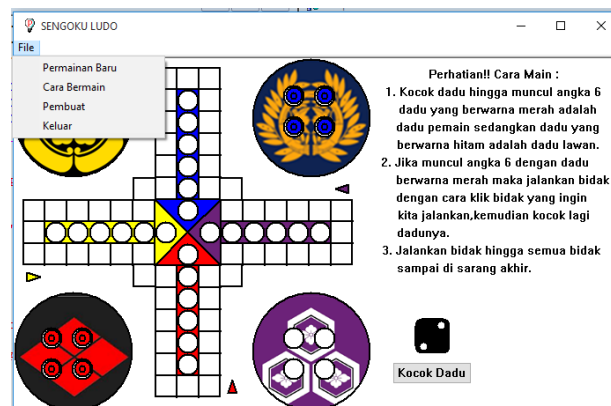 SENGOKU LUDO
File
Permainan Baru
Cara Bermain
Pembuat
Keluar
Perhatian!! Cara Main :
1. Kocok dadu hingga muncul angka 6
dadu yang berwarna merah adalah
dadu pemain sedangkan dadu yang
berwarna hitam adalah dadu lawan.
2. Jika muncul angka 6 dengan dadu
berwarna merah maka jalankan bidak
dengan cara klik bidak yang ingin
kita jalankan,kemudian kocok lagi
dadunya.
3. Jalankan bidak hingga semua bidak
sampai di sarang akhir.
Kocok Dadu